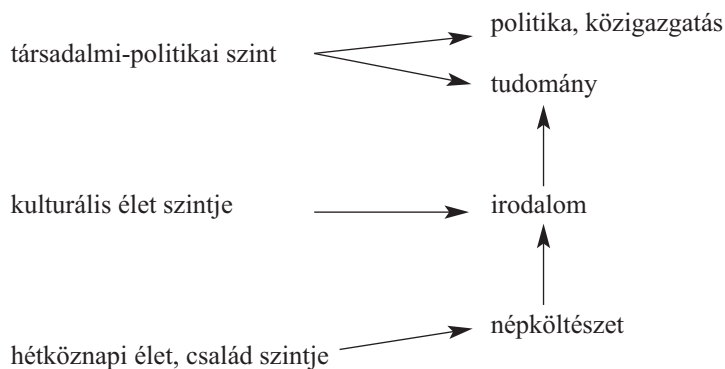 politika, közigazgatás
társadalmi-politikai szint
tudomány
kulturális élet szintje
irodalom
népköltészet
hétköznapi élet, család szintje